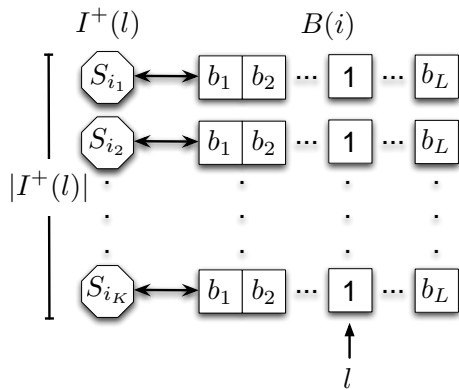 I⁺(l) B(i)
S_{i_1} b_1 b_2 ... 1 ... b_L
S_{i_2} b_1 b_2 ... 1 ... b_L
|I⁺(l)|
S_{i_K} b_1 b_2 ... 1 ... b_L
l